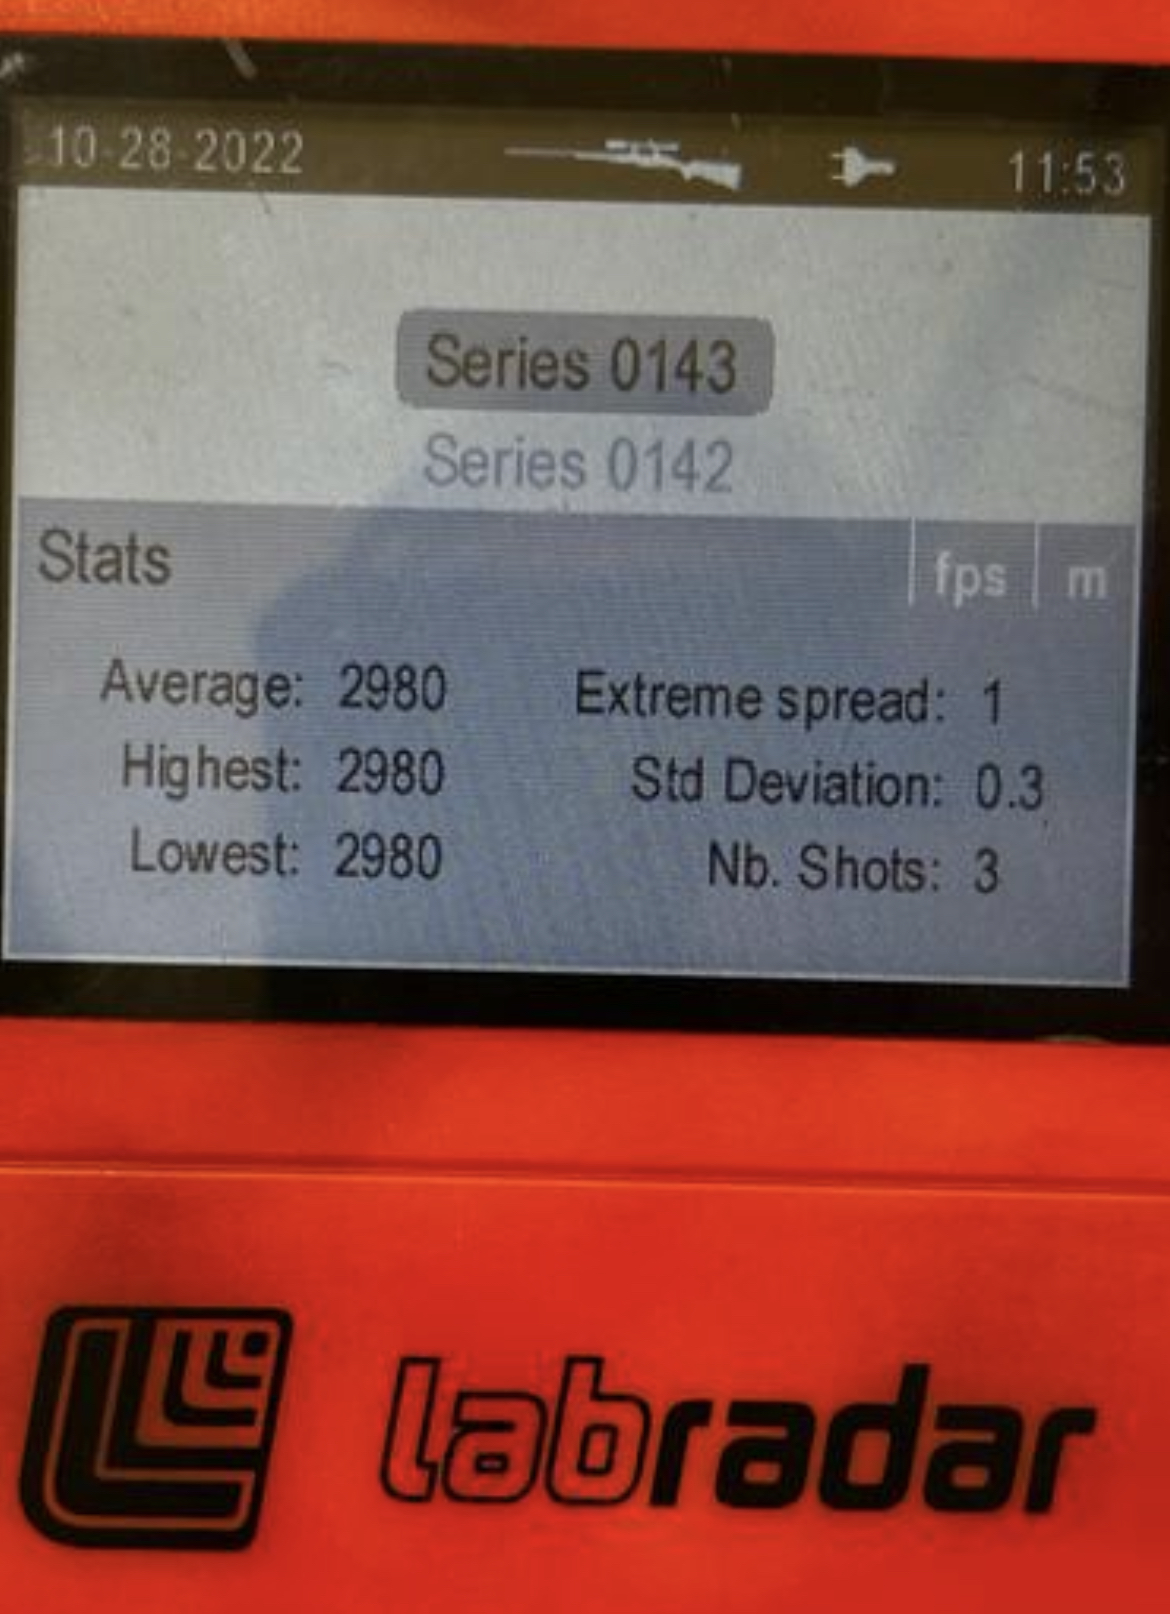 10-28-2022 11:53
Series 0143
Series 0142
Stats fps m
Average: 2980 Extreme spread: 1
Highest: 2980 Std Deviation: 0.3
Lowest: 2980 Nb. Shots: 3
labradar